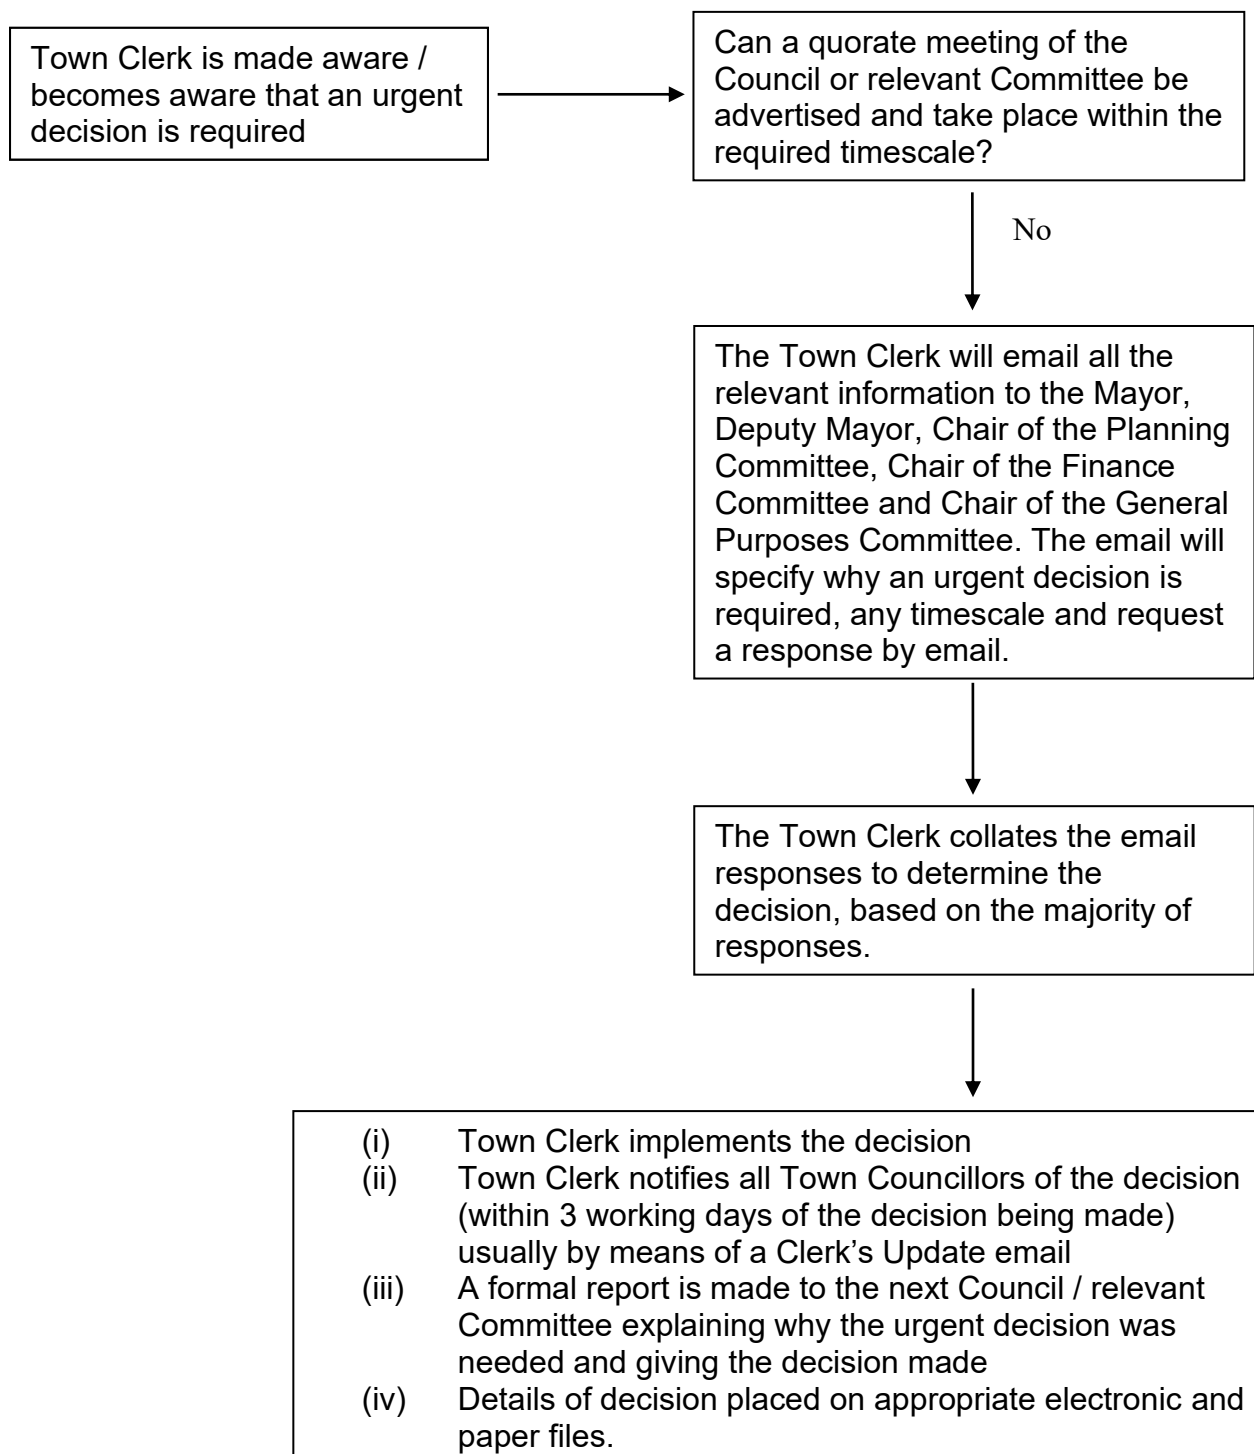 Town Clerk is made aware /
becomes aware that an urgent
decision is required
Can a quorate meeting of the
Council or relevant Committee be
advertised and take place within the
required timescale?
No
The Town Clerk will email all the
relevant information to the Mayor,
Deputy Mayor, Chair of the Planning
Committee, Chair of the Finance
Committee and Chair of the General
Purposes Committee. The email will
specify why an urgent decision is
required, any timescale and request
a response by email.
The Town Clerk collates the email
responses to determine the
decision, based on the majority of
responses.
(i) Town Clerk implements the decision
(ii) Town Clerk notifies all Town Councillors of the decision
(within 3 working days of the decision being made)
usually by means of a Clerk’s Update email
(iii) A formal report is made to the next Council / relevant
Committee explaining why the urgent decision was
needed and giving the decision made
(iv) Details of decision placed on appropriate electronic and
paper files.